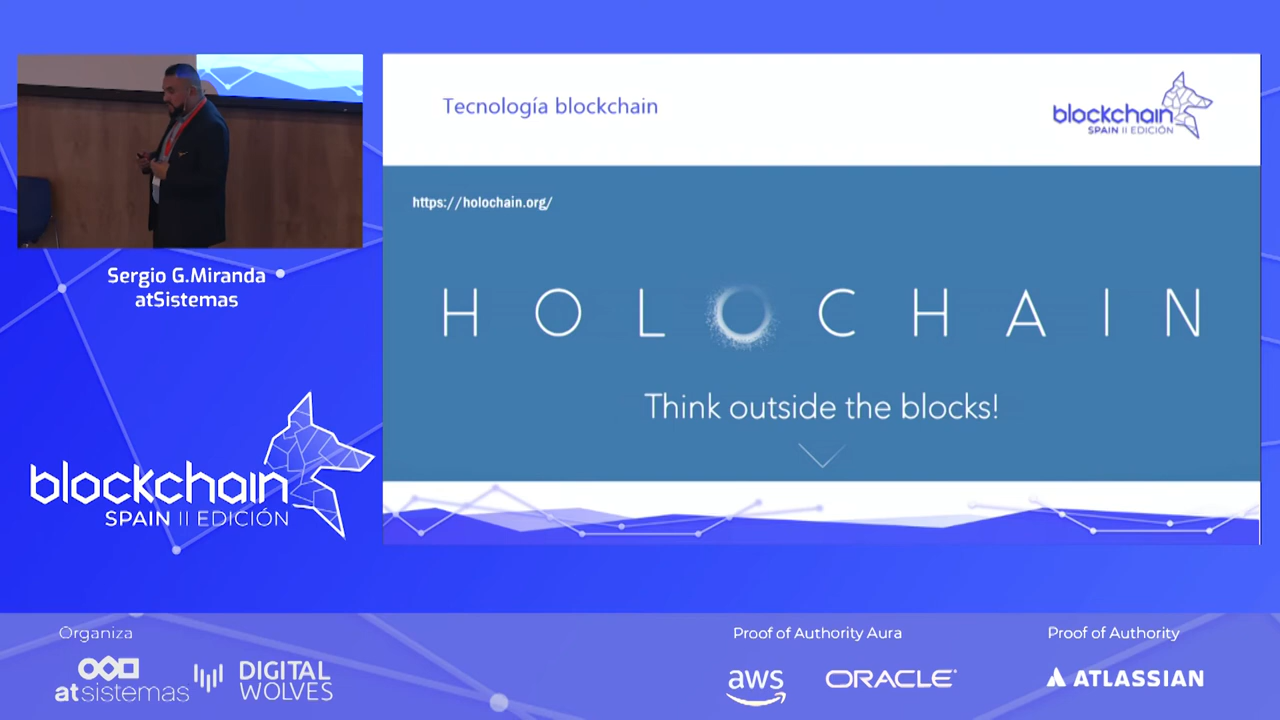 Tecnología blockchain
blockchain
SPAIN II EDICIÓN
https://holochain.org/
HOLOCHAIN
Think outside the blocks!
Sergio G.Miranda
atSistemas
blockchain
SPAIN II EDICIÓN
Organiza
atsistemas
DIGITAL
WOLVES
Proof of Authority Aura
aws
ORACLE
Proof of Authority
ATLASSIAN